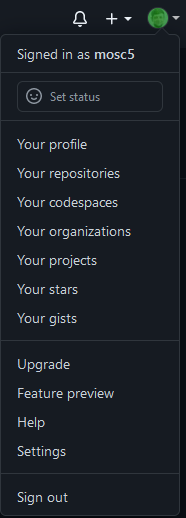 Signed in as mosc5
Set status
Your profile
Your repositories
Your codespaces
Your organizations
Your projects
Your stars
Your gists
Upgrade
Feature preview
Help
Settings
Sign out